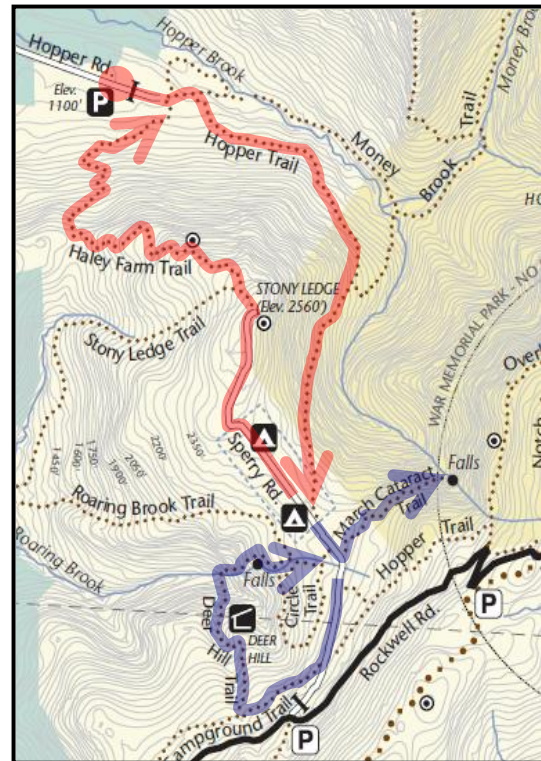 Hopper Brook
Money Bro
Hopper Rd.
Elev.
1100'
P
Hopper Trail
Money
Brook
Trail
HO
Haley Farm Trail
STONY LEDGE
(Elev. 2560')
WAR MEMORIAL PARK - NO
Stony Ledge Trail
Over
Notch
1450'
1600'
1750'
1900'
2050'
2200'
2350'
Sperry Rd.
Falls
March Cataract
Trail
Roaring Brook Trail
Hopper Trail
Roaring Brook
Falls
Circle
Trail
Deer
Hill
Trail
DEER
HILL
Rockwell Rd.
P
ampground Trail
P